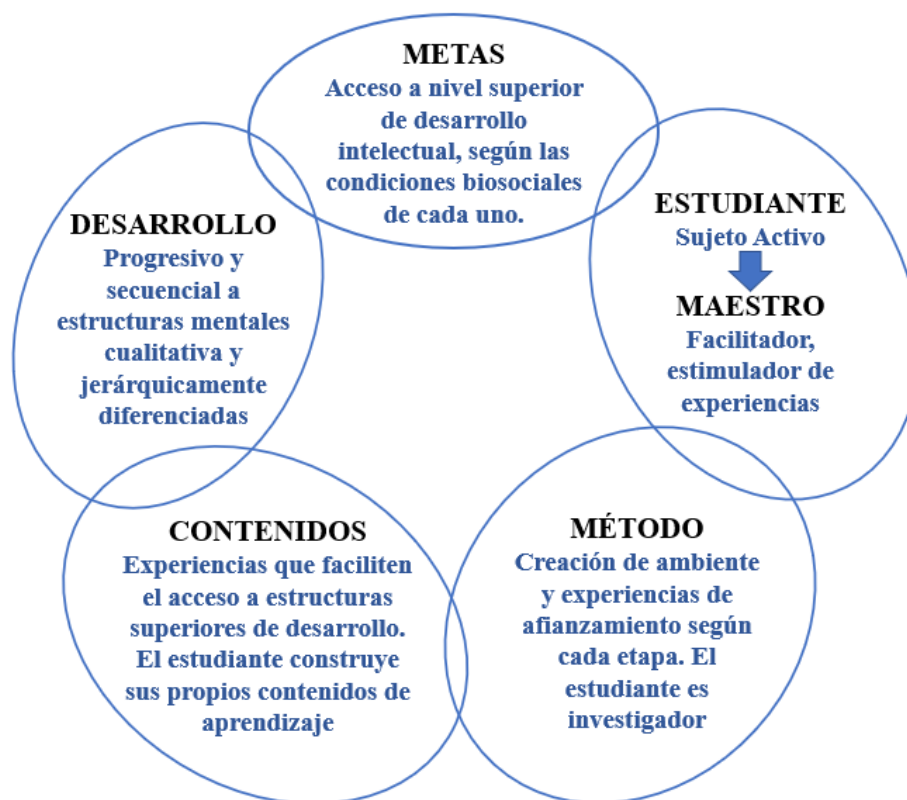 METAS
Acceso a nivel superior
de desarrollo
intelectual, según las
condiciones biosociales
de cada uno.
ESTUDIANTE
Sujeto Activo
MAESTRO
Facilitador,
estimulador de
experiencias
MÉTODO
Creación de ambiente
y experiencias de
afianzamiento según
cada etapa. El
estudiante es
investigador
CONTENIDOS
Experiencias que faciliten
el acceso a estructuras
superiores de desarrollo.
El estudiante construye
sus propios contenidos de
aprendizaje
DESARROLLO
Progresivo y
secuencial a
estructuras mentales
cualitativa y
jerárquicamente
diferenciadas